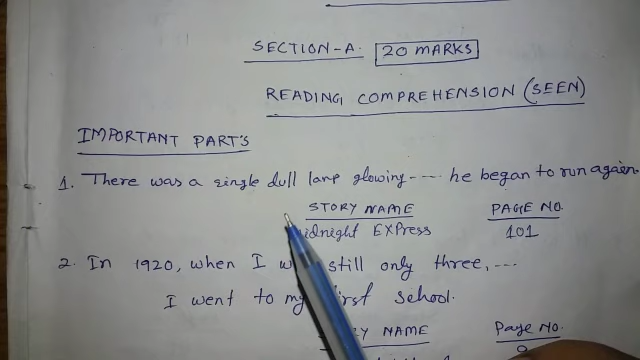 SECTION-A. 20 MARKS
READING COMPREHENSION (SEEN)
IMPORTANT PART'S
1. There was a single dull lamp glowing---- he began to run again.
STORY NAME PAGE NO.
EXPress 101
2. In 1920, when I still only three, ---
I went to my first school.
NAME Page NO.